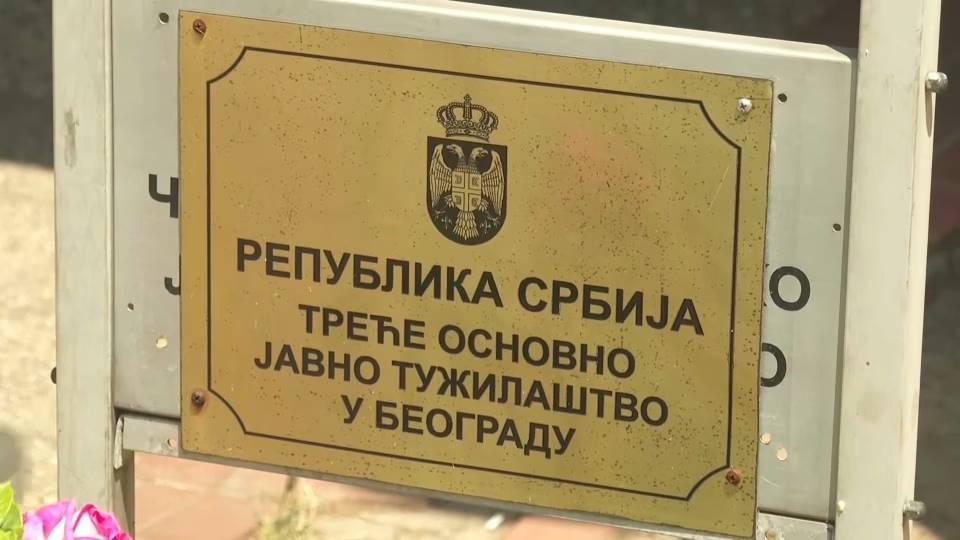 РЕПУБЛИКА СРБИЈА
ТРЕЋЕ ОСНОВНО
ЈАВНО ТУЖИЛАШТВО
У БЕОГРАДУ